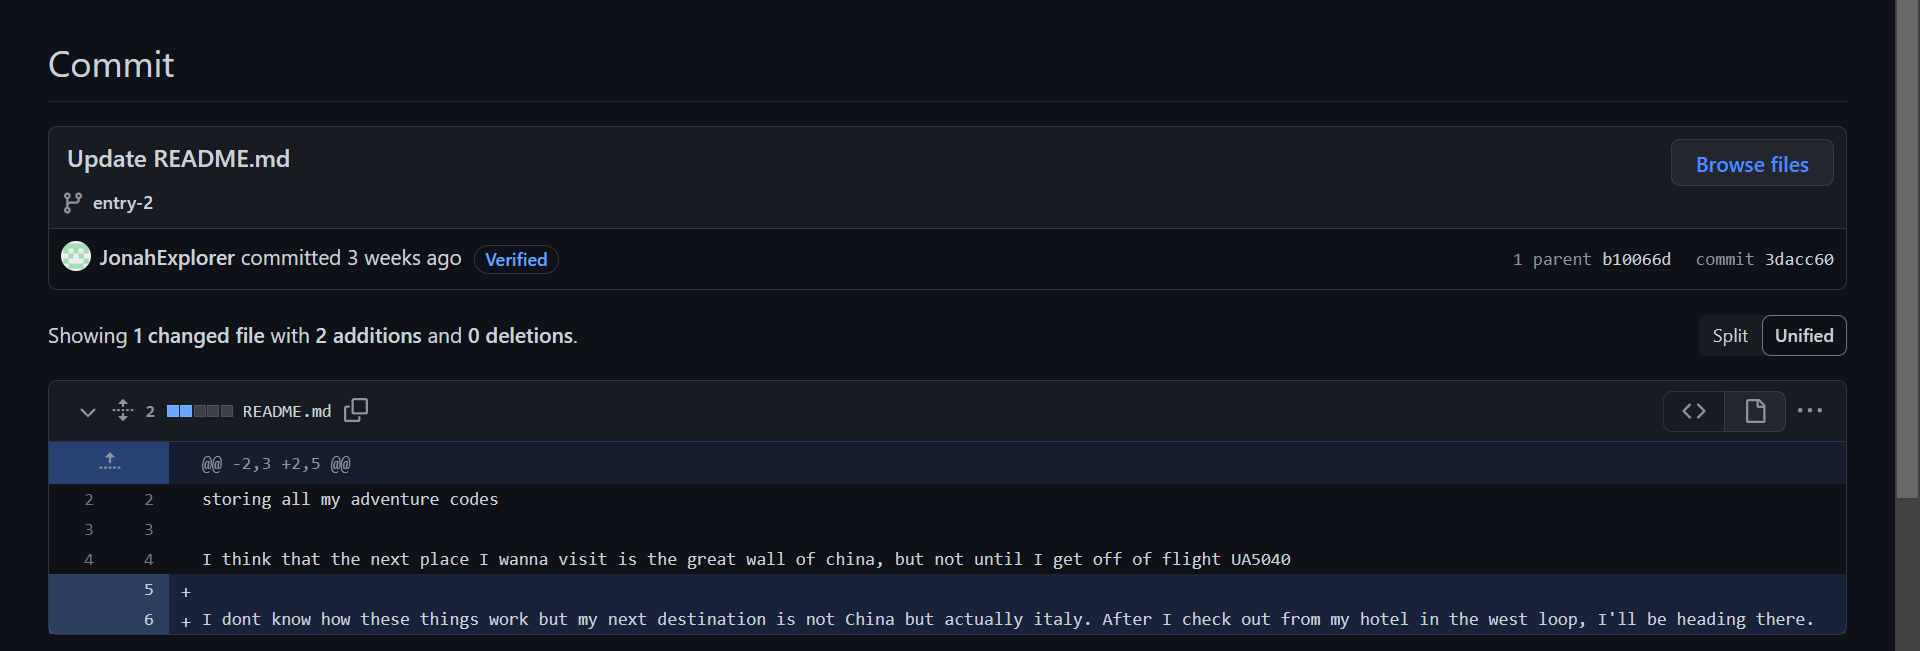 Commit
Update README.md
Browse files
entry-2
JonahExplorer committed 3 weeks ago Verified
1 parent b10066d commit 3dacc60
Showing 1 changed file with 2 additions and 0 deletions.
Split Unified
2 README.md
@@ -2,3 +2,5 @@
2 2 storing all my adventure codes
3 3
4 4 I think that the next place I wanna visit is the great wall of china, but not until I get off of flight UA5040
5 +
6 + I dont know how these things work but my next destination is not China but actually italy. After I check out from my hotel in the west loop, I'll be heading there.